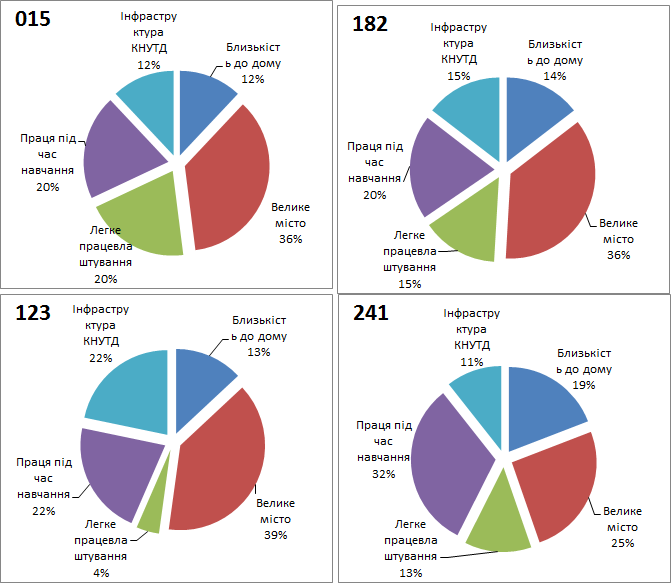 015
Інфрастру
ктура
КНУТД
12%
Близькіст
ь до дому
12%
Велике
місто
36%
Легке
працевла
штування
20%
Праця під
час
навчання
20%
182
Інфрастру
ктура
КНУТД
15%
Близькіст
ь до дому
14%
Велике
місто
36%
Легке
працевла
штування
15%
Праця під
час
навчання
20%
123
Інфрастру
ктура
КНУТД
22%
Близькіст
ь до дому
13%
Велике
місто
39%
Легке
працевла
штування
4%
Праця під
час
навчання
22%
241
Інфрастру
ктура
КНУТД
11%
Близькіст
ь до дому
19%
Велике
місто
25%
Легке
працевла
штування
13%
Праця під
час
навчання
32%